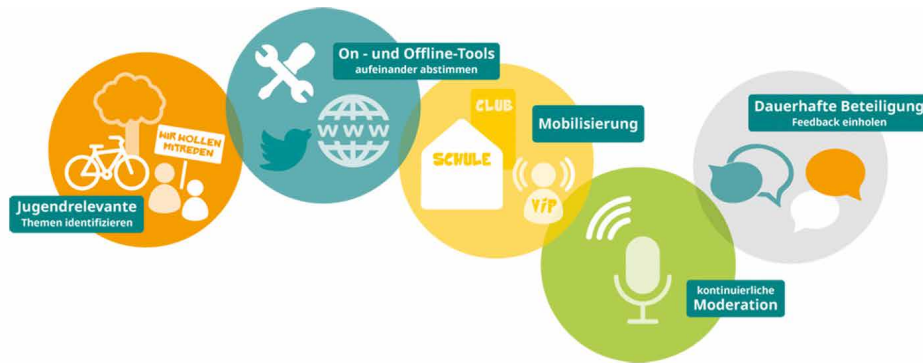 WIR WOLLEN
MITREDEN
Jugendrelevante
Themen identifizieren
On - und Offline-Tools
aufeinander abstimmen
WWW
CLUB
SCHULE
VIP
Mobilisierung
kontinuierliche
Moderation
Dauerhafte Beteiligung
Feedback einholen